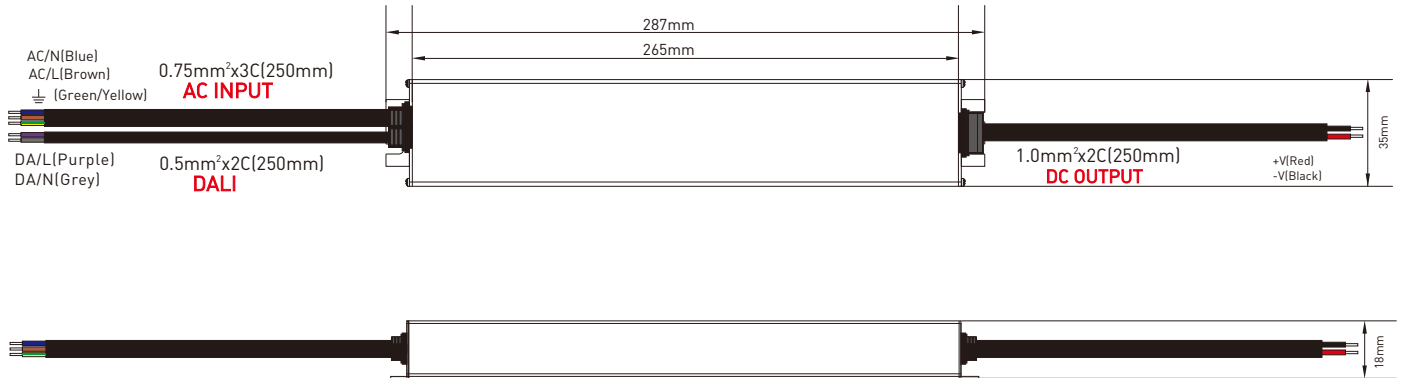 287mm
265mm
AC/N(Blue)
AC/L(Brown)
(Green/Yellow)
0.75mm²x3C(250mm)
AC INPUT
DA/L(Purple)
DA/N(Grey)
0.5mm²x2C(250mm)
DALI
1.0mm²x2C(250mm)
DC OUTPUT
+V(Red)
-V(Black)
35mm
18mm